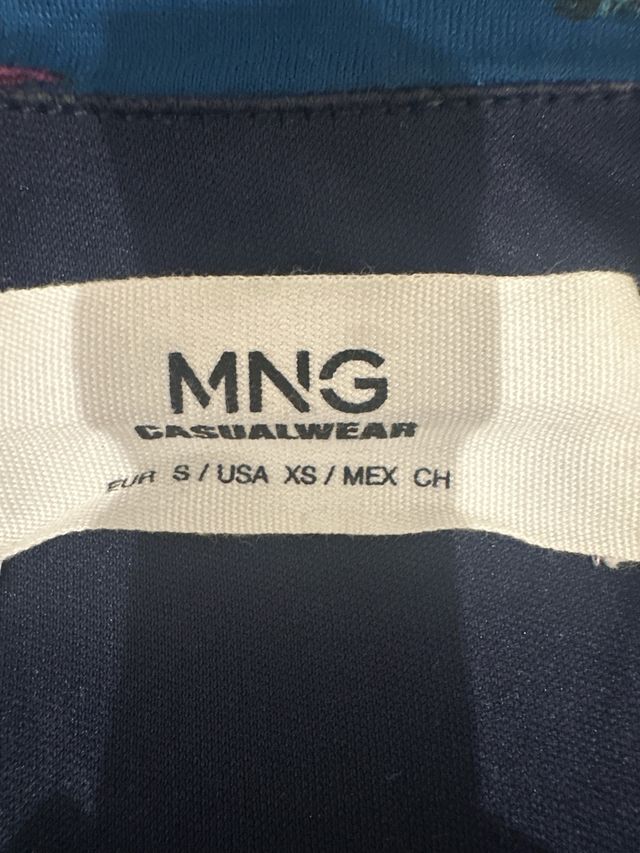 MNG
CASUALWEAR
EUR S / USA XS / MEX CH